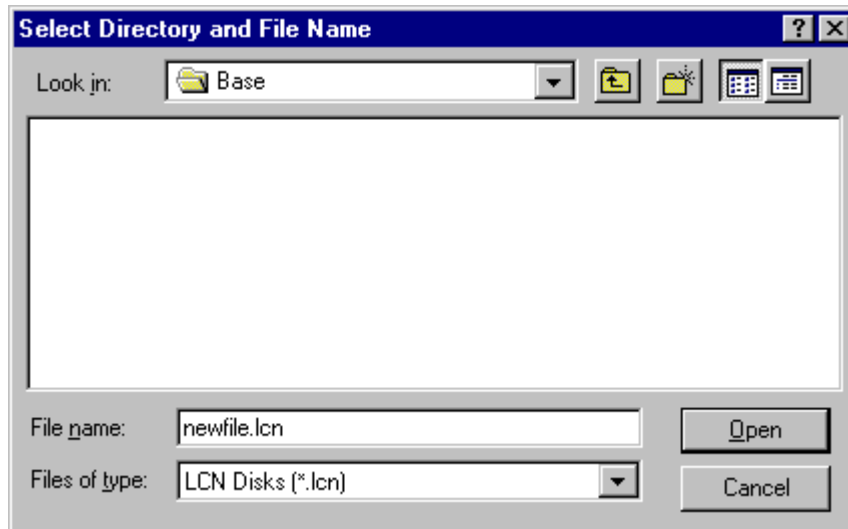 Select Directory and File Name
Look in: Base
File name: newfile.lcn Open
Files of type: LCN Disks (*.lcn) Cancel